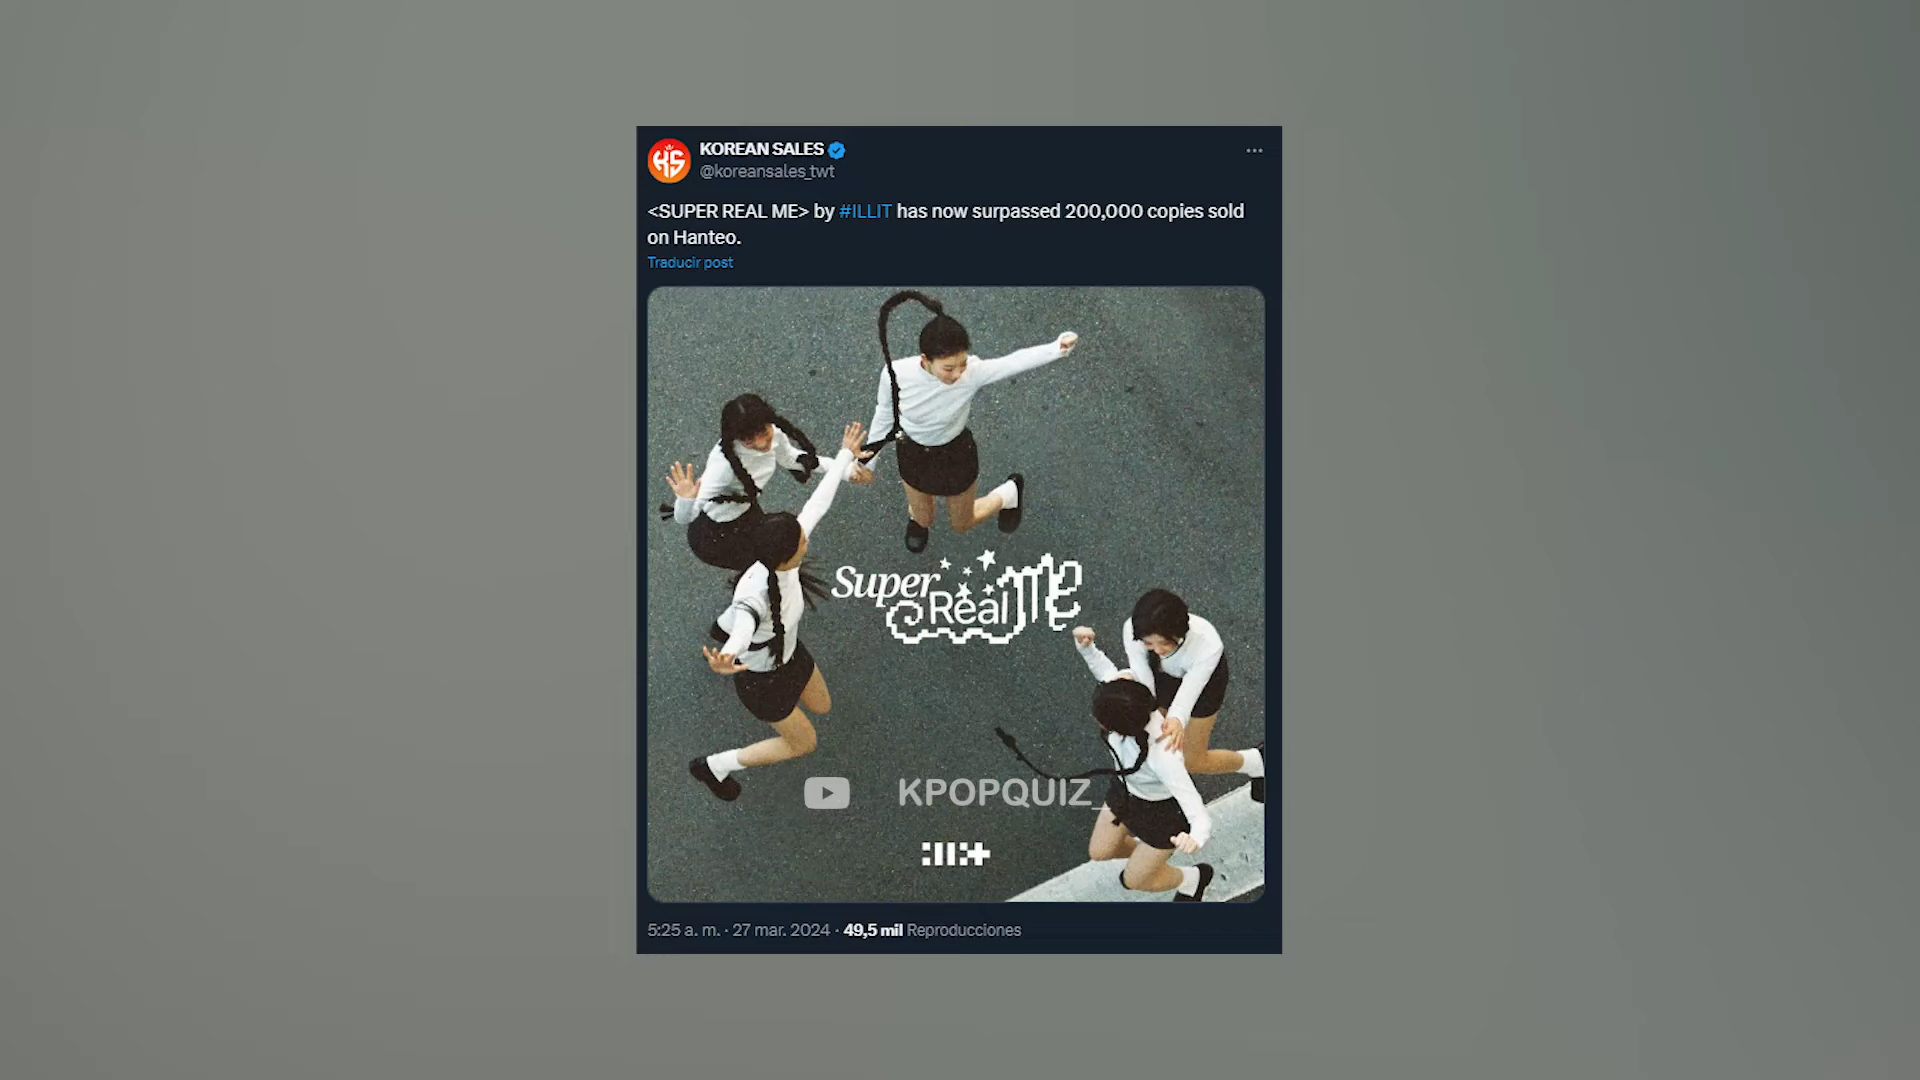 KOREAN SALES
@koreansales_twt
<SUPER REAL ME> by #ILLIT has now surpassed 200,000 copies sold
on Hanteo.
Traducir post
Super
Real ME
KPOPQUIZ_
5:25 a. m. · 27 mar. 2024 · 49,5 mil Reproducciones